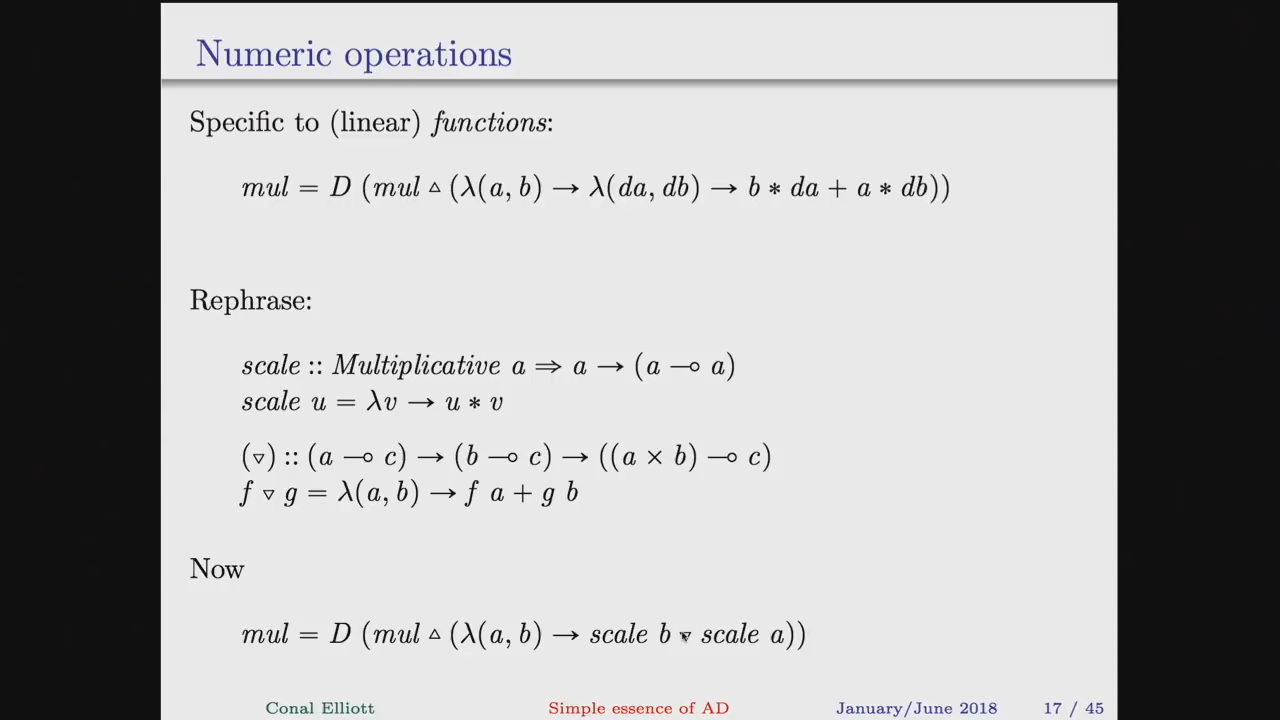 Numeric operations
Specific to (linear) functions:
mul = D (mul ▵ (λ(a, b) → λ(da, db) → b ∗ da + a ∗ db))
Rephrase:
scale :: Multiplicative a ⇒ a → (a ⊸ a)
scale u = λv → u ∗ v
(▿) :: (a ⊸ c) → (b ⊸ c) → ((a × b) ⊸ c)
f ▿ g = λ(a, b) → f a + g b
Now
mul = D (mul ▵ (λ(a, b) → scale b ▿ scale a))
Conal Elliott Simple essence of AD January/June 2018 17 / 45